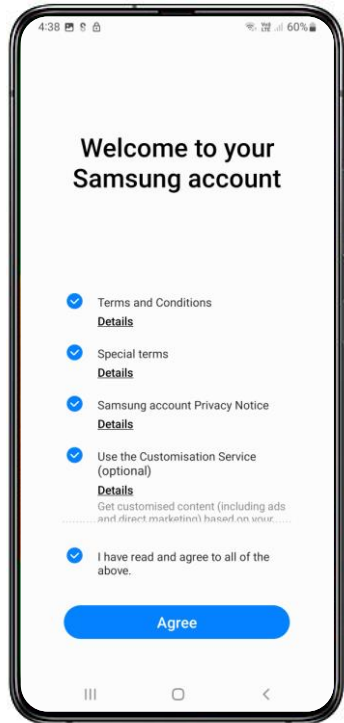 4:38 60%
Welcome to your
Samsung account
Terms and Conditions
Details
Special terms
Details
Samsung account Privacy Notice
Details
Use the Customisation Service
(optional)
Details
Get customised content (including ads
and direct marketing) based on your
I have read and agree to all of the
above.
Agree